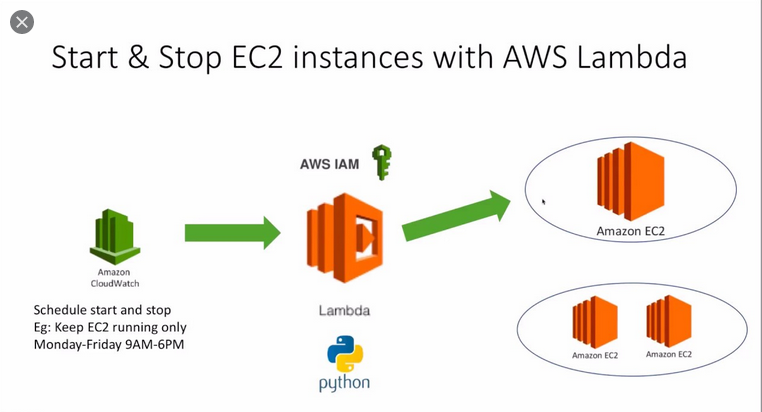 Start & Stop EC2 instances with AWS Lambda
AWS IAM
Amazon EC2
Amazon
CloudWatch
Schedule start and stop
Eg: Keep EC2 running only
Monday-Friday 9AM-6PM
Lambda
python
Amazon EC2
Amazon EC2